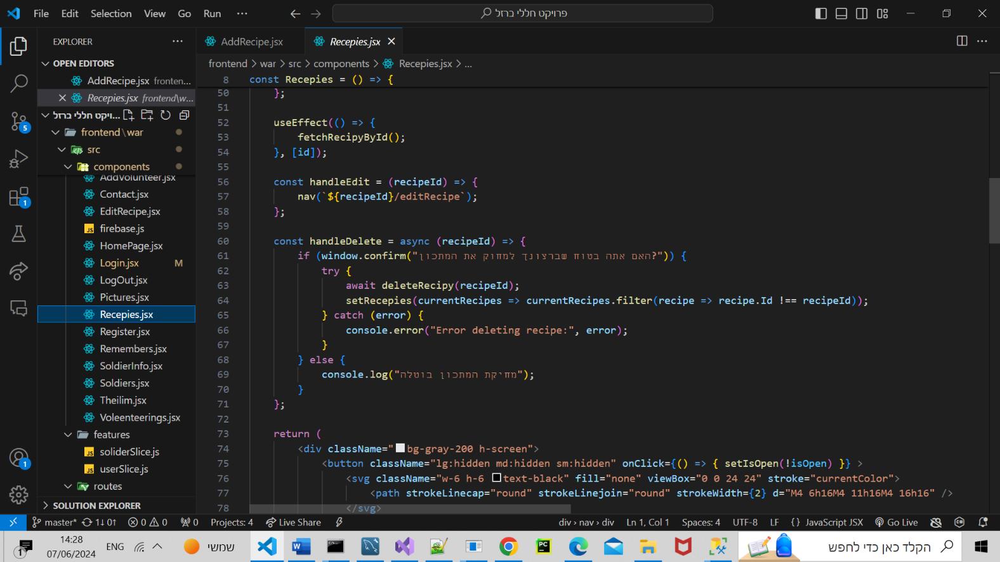 File Edit Selection View Go Run ···
פרויקט חללי ברזל
EXPLORER
AddRecipe.jsx
Recepies.jsx
OPEN EDITORS
AddRecipe.jsx fronten...
Recepies.jsx frontend\w...
...ויקט חללי ברזל
frontend\war
src
components
AddVolunteer.jsx
Contact.jsx
EditRecipe.jsx
firebase.js
HomePage.jsx
Login.jsx M
LogOut.jsx
Pictures.jsx
Recepies.jsx
Register.jsx
Remembers.jsx
SoldierInfo.jsx
Soldiers.jsx
Theilim.jsx
Voleenteerings.jsx
features
soliderSlice.js
userSlice.js
routes
SOLUTION EXPLORER
5
1
1
frontend > war > src > components > Recepies.jsx > ...
8 const Recepies = () => {
50 };
51
52 useEffect(() => {
53 fetchRecipyById();
54 }, [id]);
55
56 const handleEdit = (recipeId) => {
57 nav(`${recipeId}/editRecipe`);
58 };
59
60 const handleDelete = async (recipeId) => {
61 if (window.confirm("האם אתה בטוח שברצונך למחוק את המתכון?")) {
62 try {
63 await deleteRecipy(recipeId);
64 setRecepies(currentRecipes => currentRecipes.filter(recipe => recipe.Id !== recipeId));
65 } catch (error) {
66 console.error("Error deleting recipe:", error);
67 }
68 } else {
69 console.log("מחיקת המתכון בוטלה");
70 }
71 };
72
73 return (
74 <div className="bg-gray-200 h-screen">
75 <button className="lg:hidden md:hidden sm:hidden" onClick={() => { setIsOpen(!isOpen) }} >
76 <svg className="w-6 h-6 text-black" fill="none" viewBox="0 0 24 24" stroke="currentColor">
77 <path strokeLinecap="round" strokeLinejoin="round" strokeWidth={2} d="M4 6h16M4 11h16M4 16h16" />
78 </svg>
master* 1↓ 0↑ 0 0 0 Projects: 4 Live Share div › nav › div Ln 1, Col 1 Spaces: 4 UTF-8 LF {} JavaScript JSX Go Live
1
14:28
07/06/2024
ENG
שמשי
PC
הקלד כאן כדי לחפש